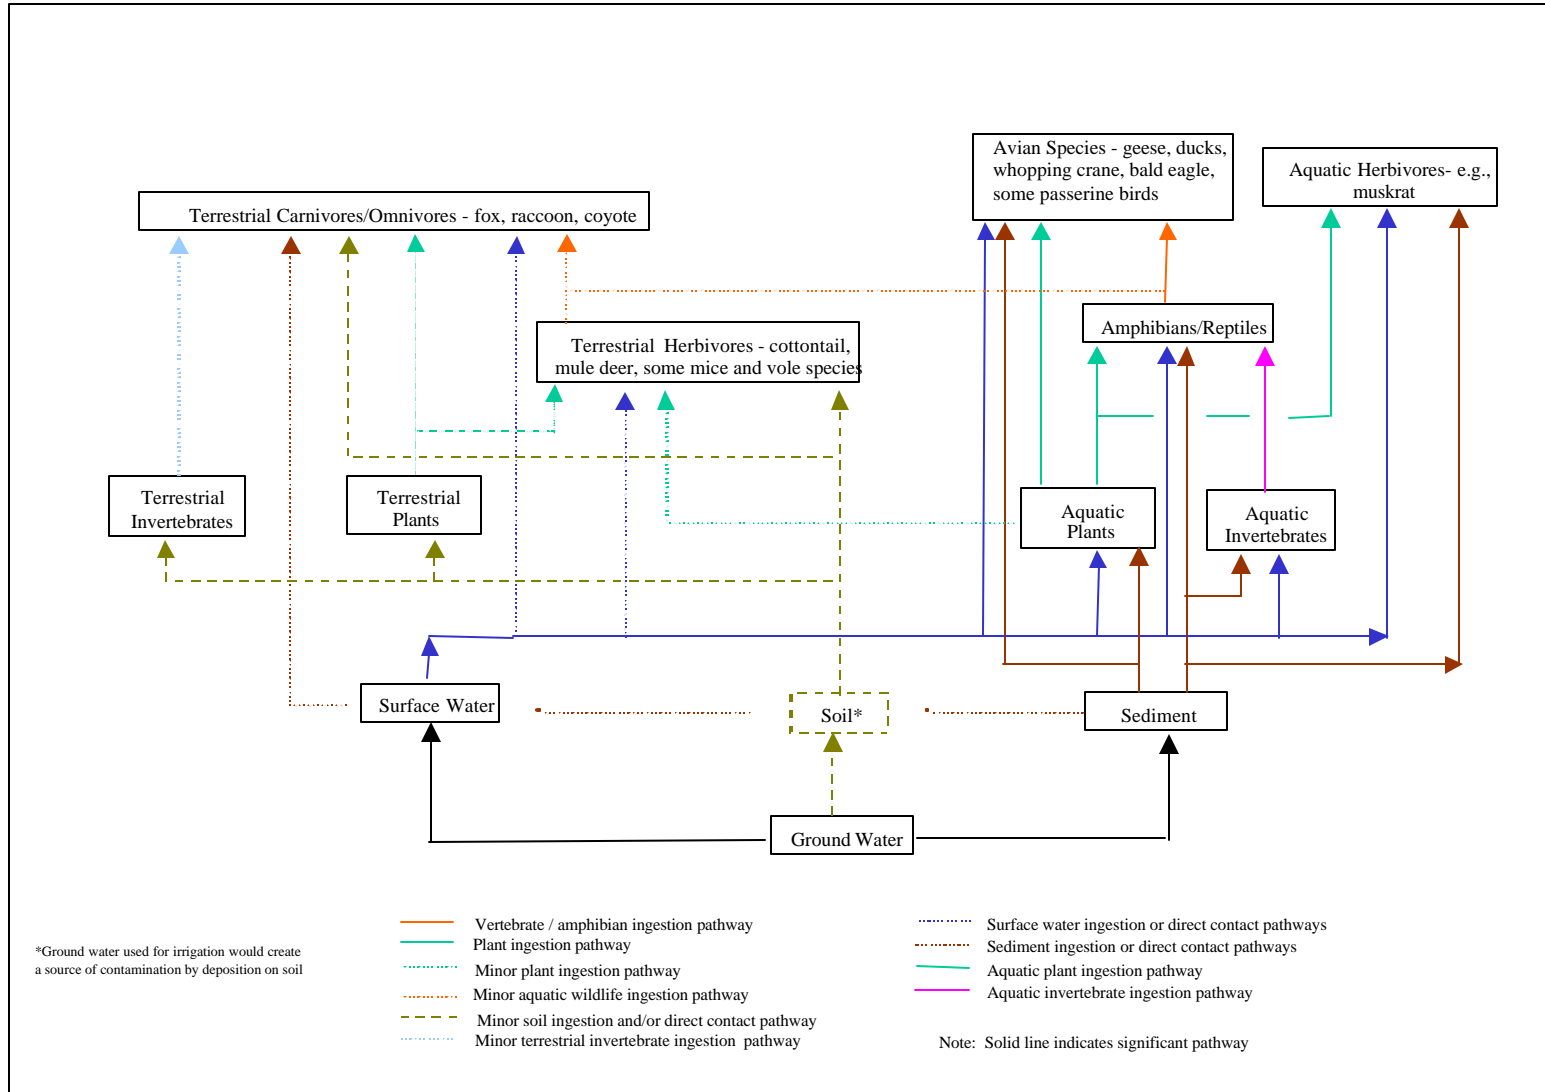 Avian Species - geese, ducks,
whopping crane, bald eagle,
some passerine birds
Aquatic Herbivores- e.g.,
muskrat
Terrestrial Carnivores/Omnivores - fox, raccoon, coyote
Amphibians/Reptiles
Terrestrial Herbivores - cottontail,
mule deer, some mice and vole species
Terrestrial
Invertebrates
Terrestrial
Plants
Aquatic
Plants
Aquatic
Invertebrates
Surface Water
Soil*
Sediment
Ground Water
*Ground water used for irrigation would create
a source of contamination by deposition on soil
Vertebrate / amphibian ingestion pathway
Plant ingestion pathway
Minor plant ingestion pathway
Minor aquatic wildlife ingestion pathway
Minor soil ingestion and/or direct contact pathway
Minor terrestrial invertebrate ingestion pathway
Surface water ingestion or direct contact pathways
Sediment ingestion or direct contact pathways
Aquatic plant ingestion pathway
Aquatic invertebrate ingestion pathway
Note: Solid line indicates significant pathway